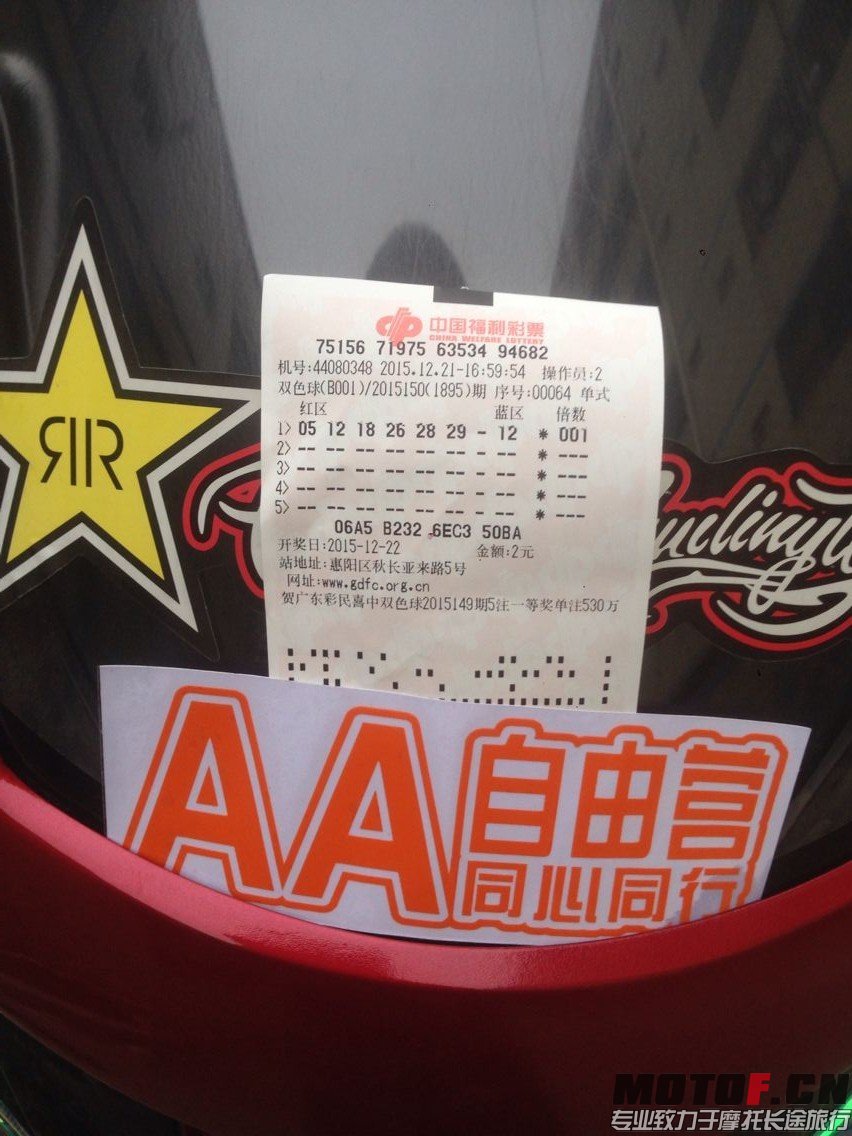 中国福利彩票
CHINA WELFARE LOTTERY
75156 71975 63534 94682
机号:44080348 2015.12.21-16:59:54 操作员:2
双色球(B001)/2015150(1895)期 序号:00064 单式
红区 蓝区 倍数
1> 05 12 18 26 28 29 - 12 * 001
2> -- -- -- -- -- -- - -- * ---
3> -- -- -- -- -- -- - -- * ---
4> -- -- -- -- -- -- - -- * ---
5> -- -- -- -- -- -- - -- * ---
06A5 B232 6EC3 50BA
开奖日:2015-12-22 金额:2元
站地址:惠阳区秋长亚来路5号
网址:www.gdfc.org.cn
贺广东彩民喜中双色球2015149期5注一等奖单注530万
AA自由营
同心同行
MOTOF.CN
专业致力于摩托长途旅行